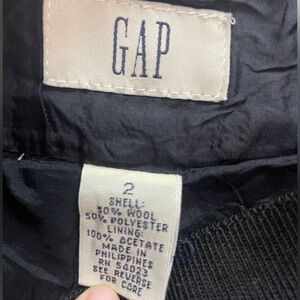 GAP
2
SHELL:
50% WOOL
50% POLYESTER
LINING:
100% ACETATE
MADE IN
PHILIPPINES
RN 54023
SEE REVERSE
FOR CARE